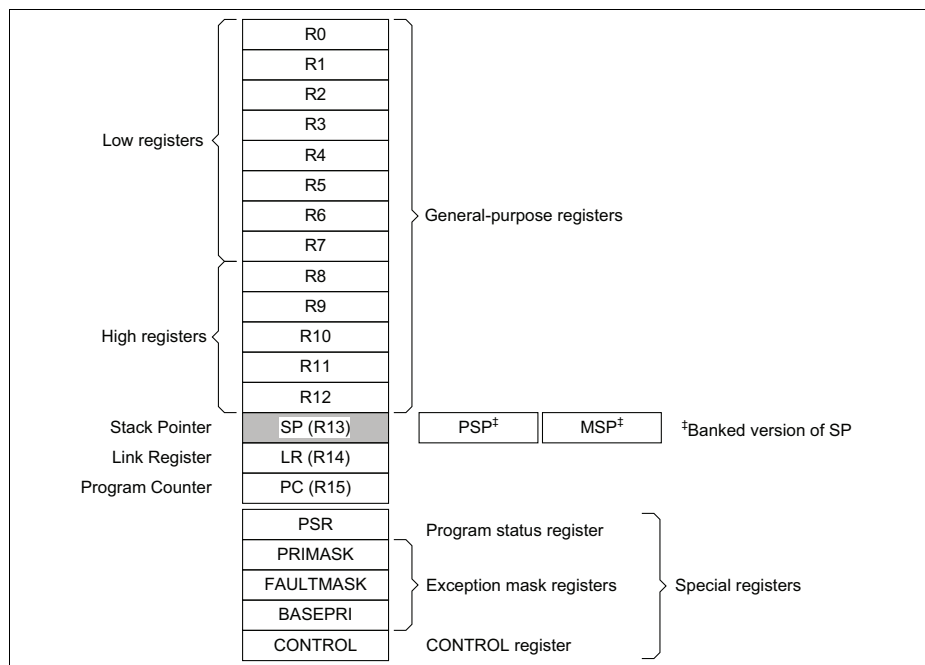 R0
R1
R2
R3
Low registers
R4
R5
R6
General-purpose registers
R7
R8
R9
High registers
R10
R11
R12
Stack Pointer SP (R13) PSP‡ MSP‡ ‡Banked version of SP
Link Register LR (R14)
Program Counter PC (R15)
PSR Program status register
PRIMASK
FAULTMASK Exception mask registers Special registers
BASEPRI
CONTROL CONTROL register